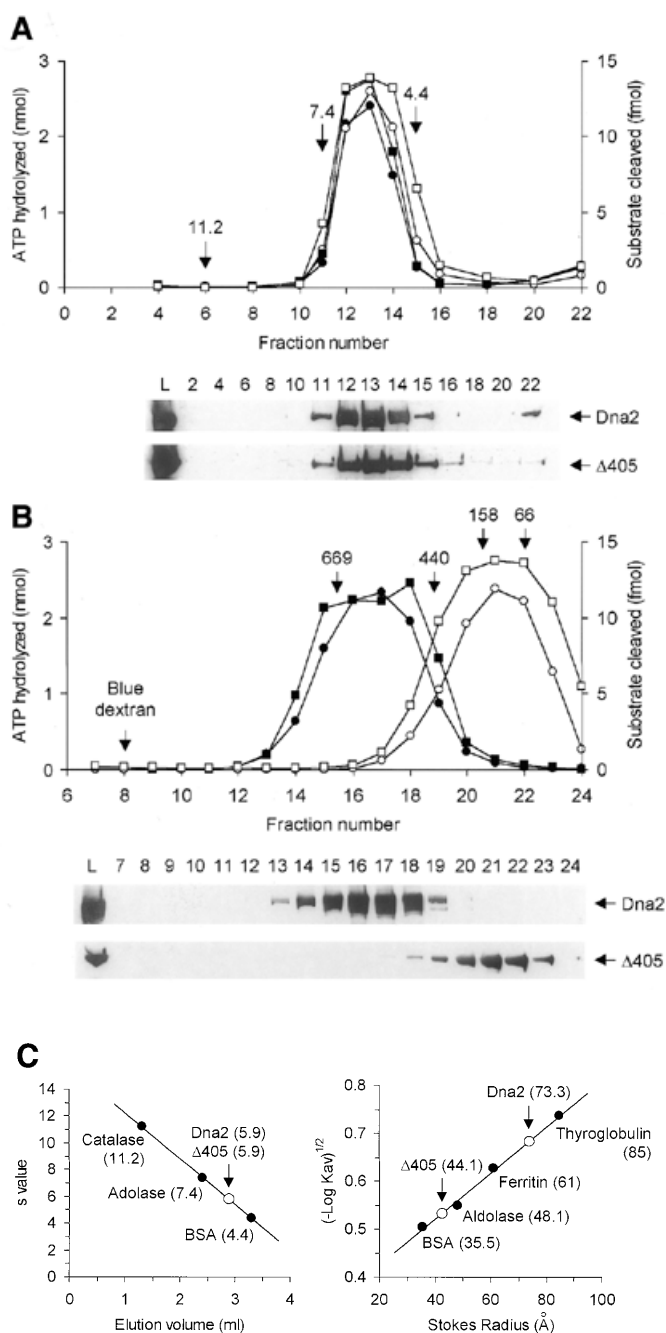 A
ATP hydrolyzed (nmol)
3
2
1
0
Substrate cleaved (fmol)
15
10
5
0
11.2
7.4
4.4
0 2 4 6 8 10 12 14 16 18 20 22
Fraction number
L 2 4 6 8 10 11 12 13 14 15 16 18 20 22
Dna2
Δ405
B
ATP hydrolyzed (nmol)
3
2
1
0
Substrate cleaved (fmol)
15
10
5
0
Blue
dextran
669
440
158
66
6 8 10 12 14 16 18 20 22 24
Fraction number
L 7 8 9 10 11 12 13 14 15 16 17 18 19 20 21 22 23 24
Dna2
Δ405
C
s value
14
12
10
8
6
4
2
0
Catalase
(11.2)
Adolase (7.4)
Dna2 (5.9)
Δ405 (5.9)
BSA (4.4)
0 1 2 3 4
Elution volume (ml)
(-Log Kav)1/2
0.8
0.7
0.6
0.5
0.4
Dna2 (73.3)
Thyroglobulin
(85)
Δ405 (44.1)
Ferritin (61)
Aldolase (48.1)
BSA (35.5)
20 40 60 80 100
Stokes Radius (Å)